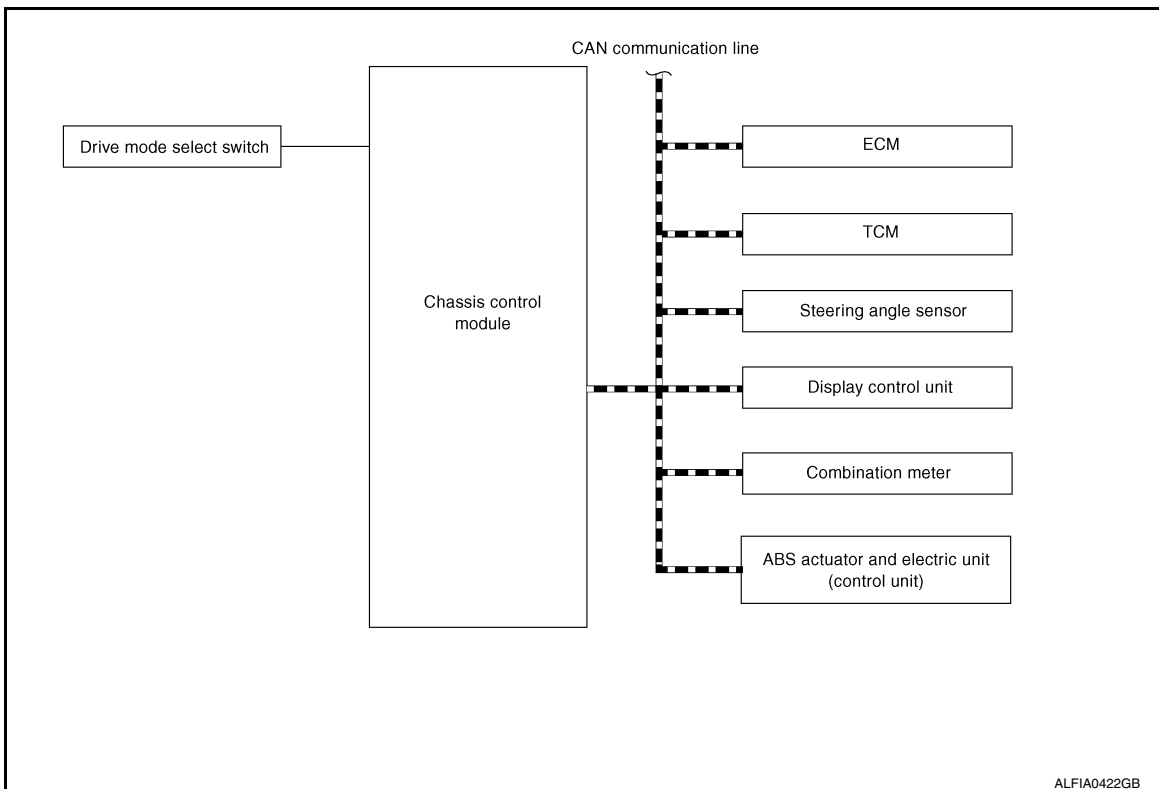 CAN communication line
Drive mode select switch
Chassis control
module
ECM
TCM
Steering angle sensor
Display control unit
Combination meter
ABS actuator and electric unit
(control unit)
ALFIA0422GB